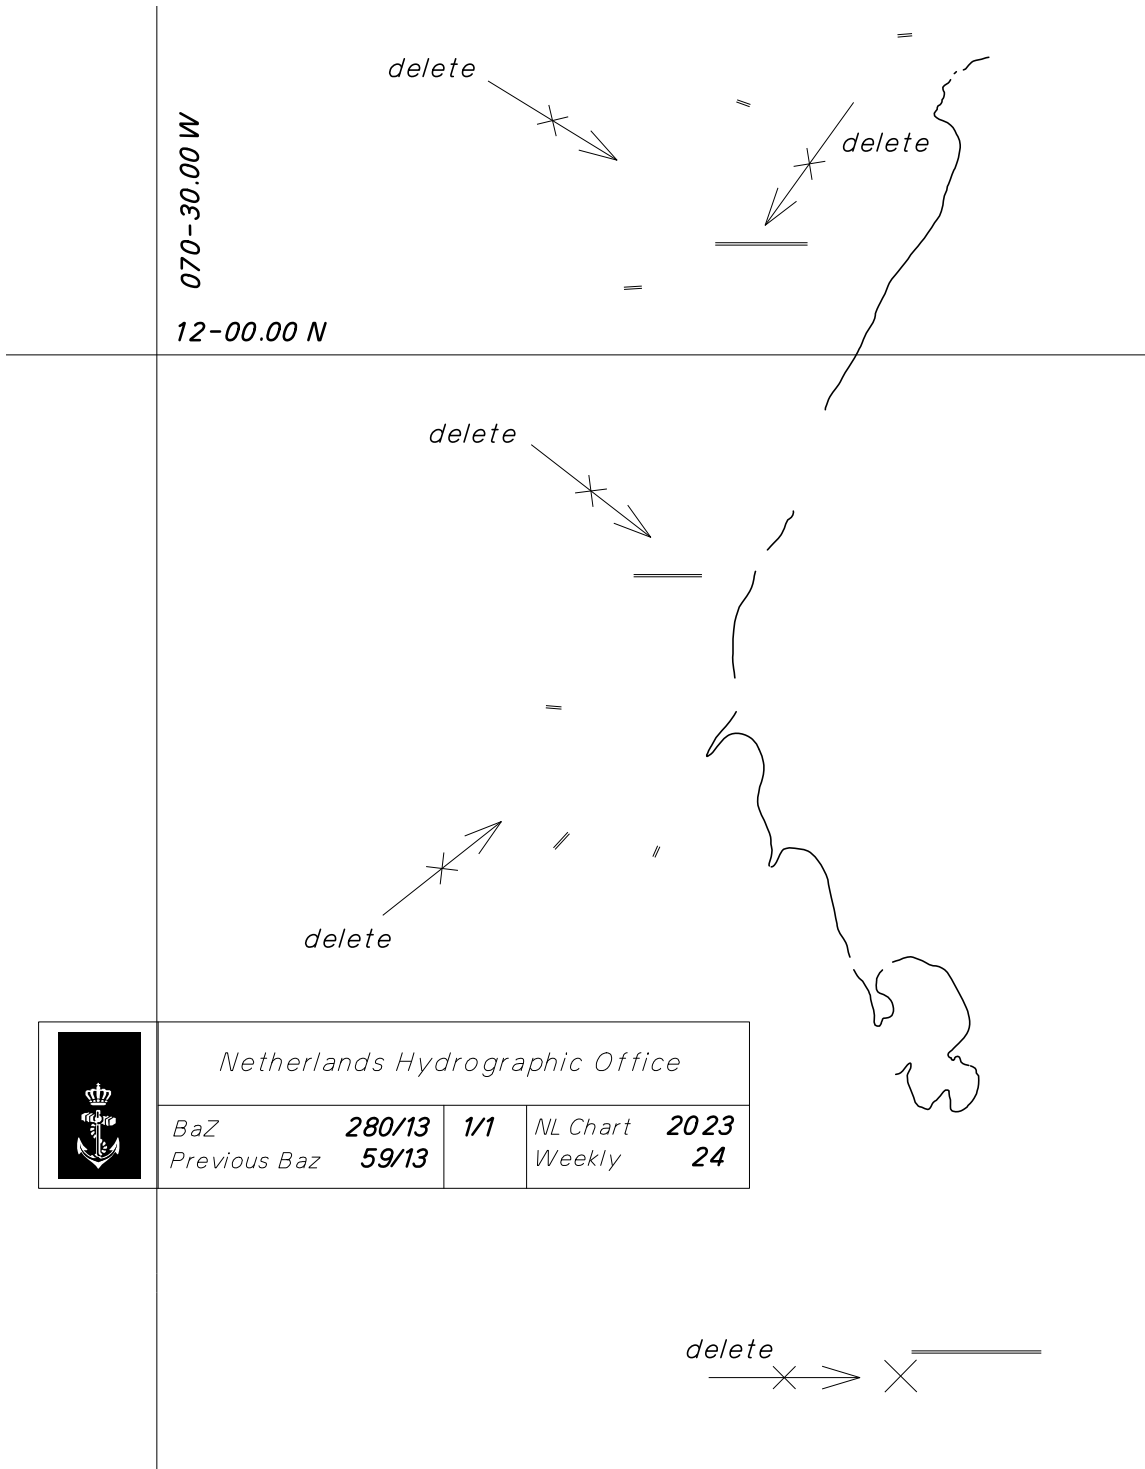 delete
delete
070-30.00 W
12-00.00 N
delete
delete
Netherlands Hydrographic Office
BaZ 280/13 1/1 NL Chart 2023
Previous Baz 59/13 Weekly 24
delete